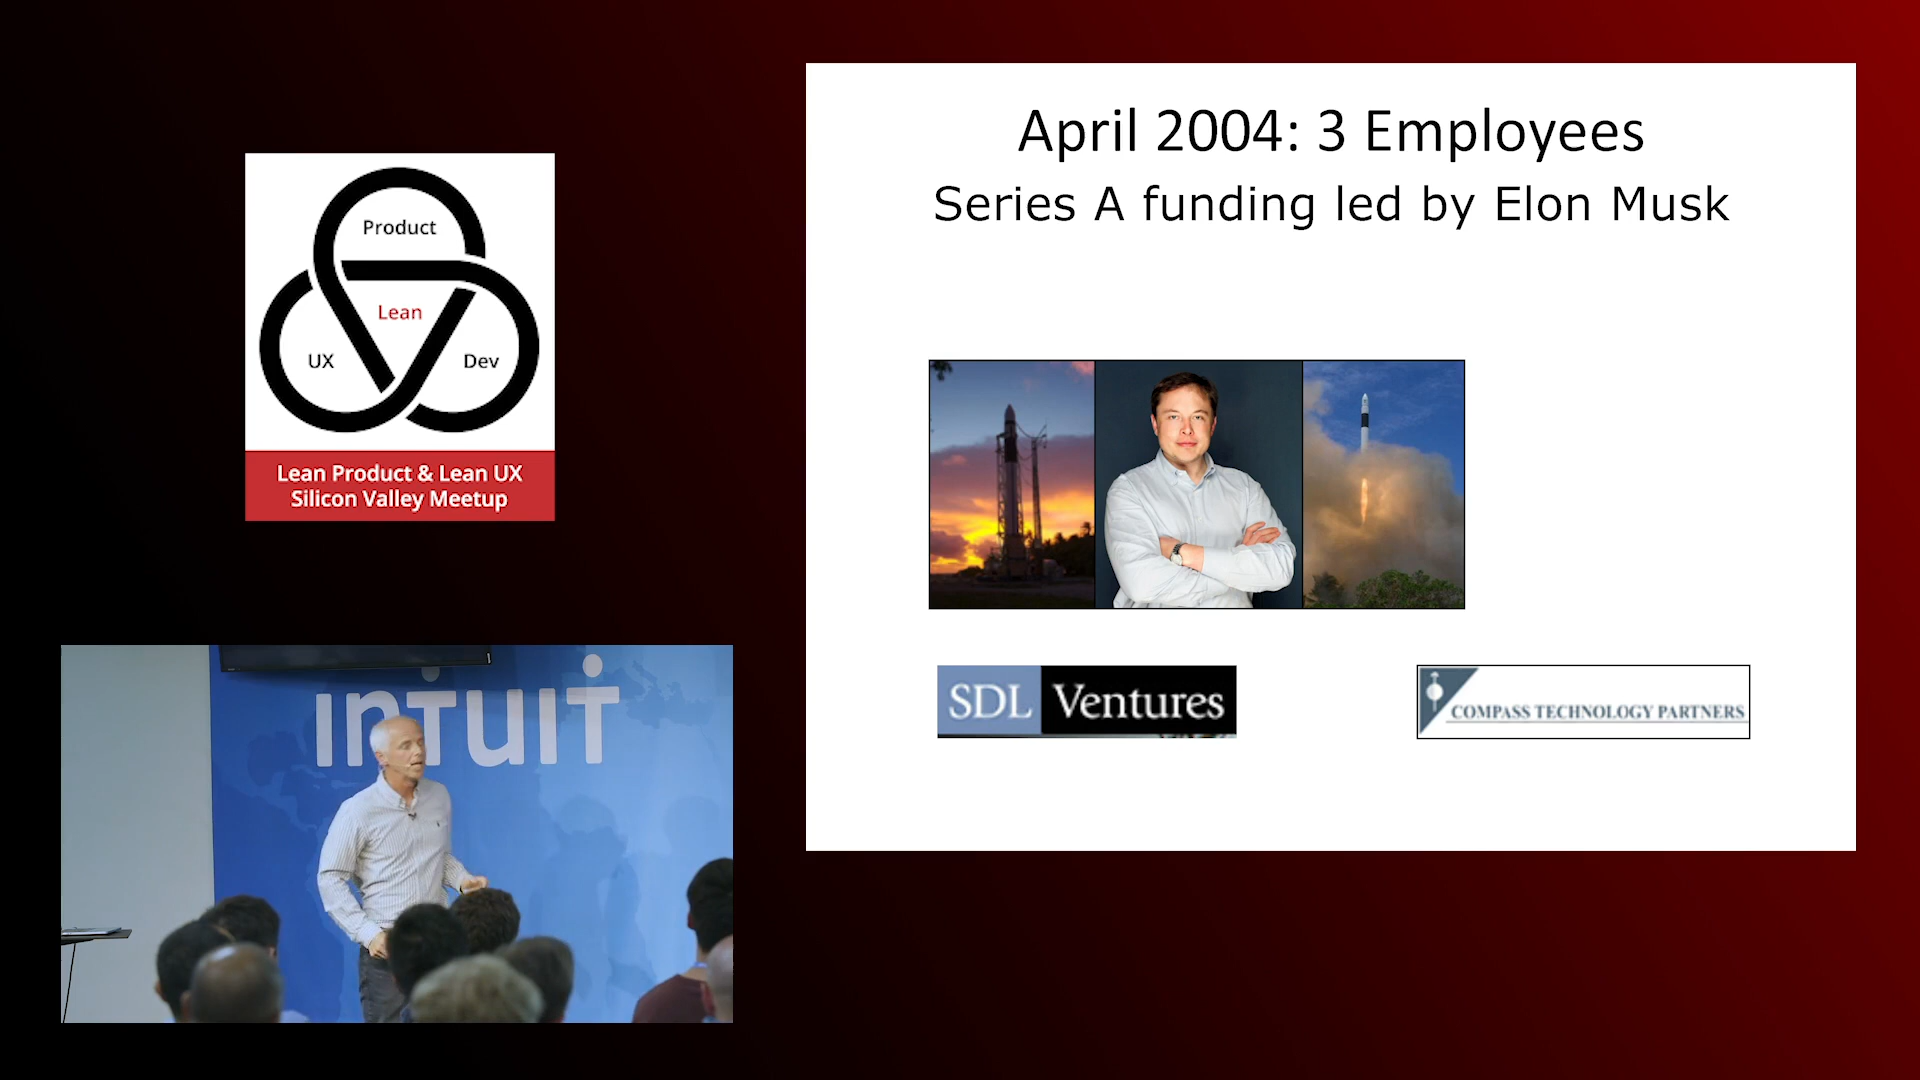 Product
Lean
UX
Dev
Lean Product & Lean UX
Silicon Valley Meetup
intuit
April 2004: 3 Employees
Series A funding led by Elon Musk
SDL Ventures
COMPASS TECHNOLOGY PARTNERS